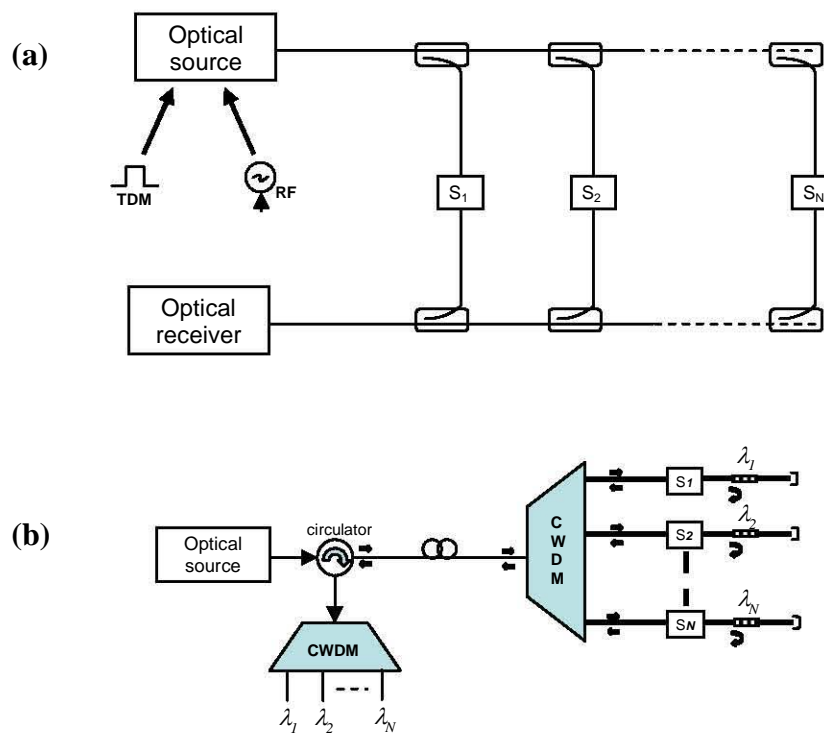 (a)
Optical
source
TDM
RF
S1
S2
SN
Optical
receiver
(b)
Optical
source
circulator
CWDM
λ1 λ2 λN
C
W
D
M
S1
λ1
S2
λ2
SN
λN